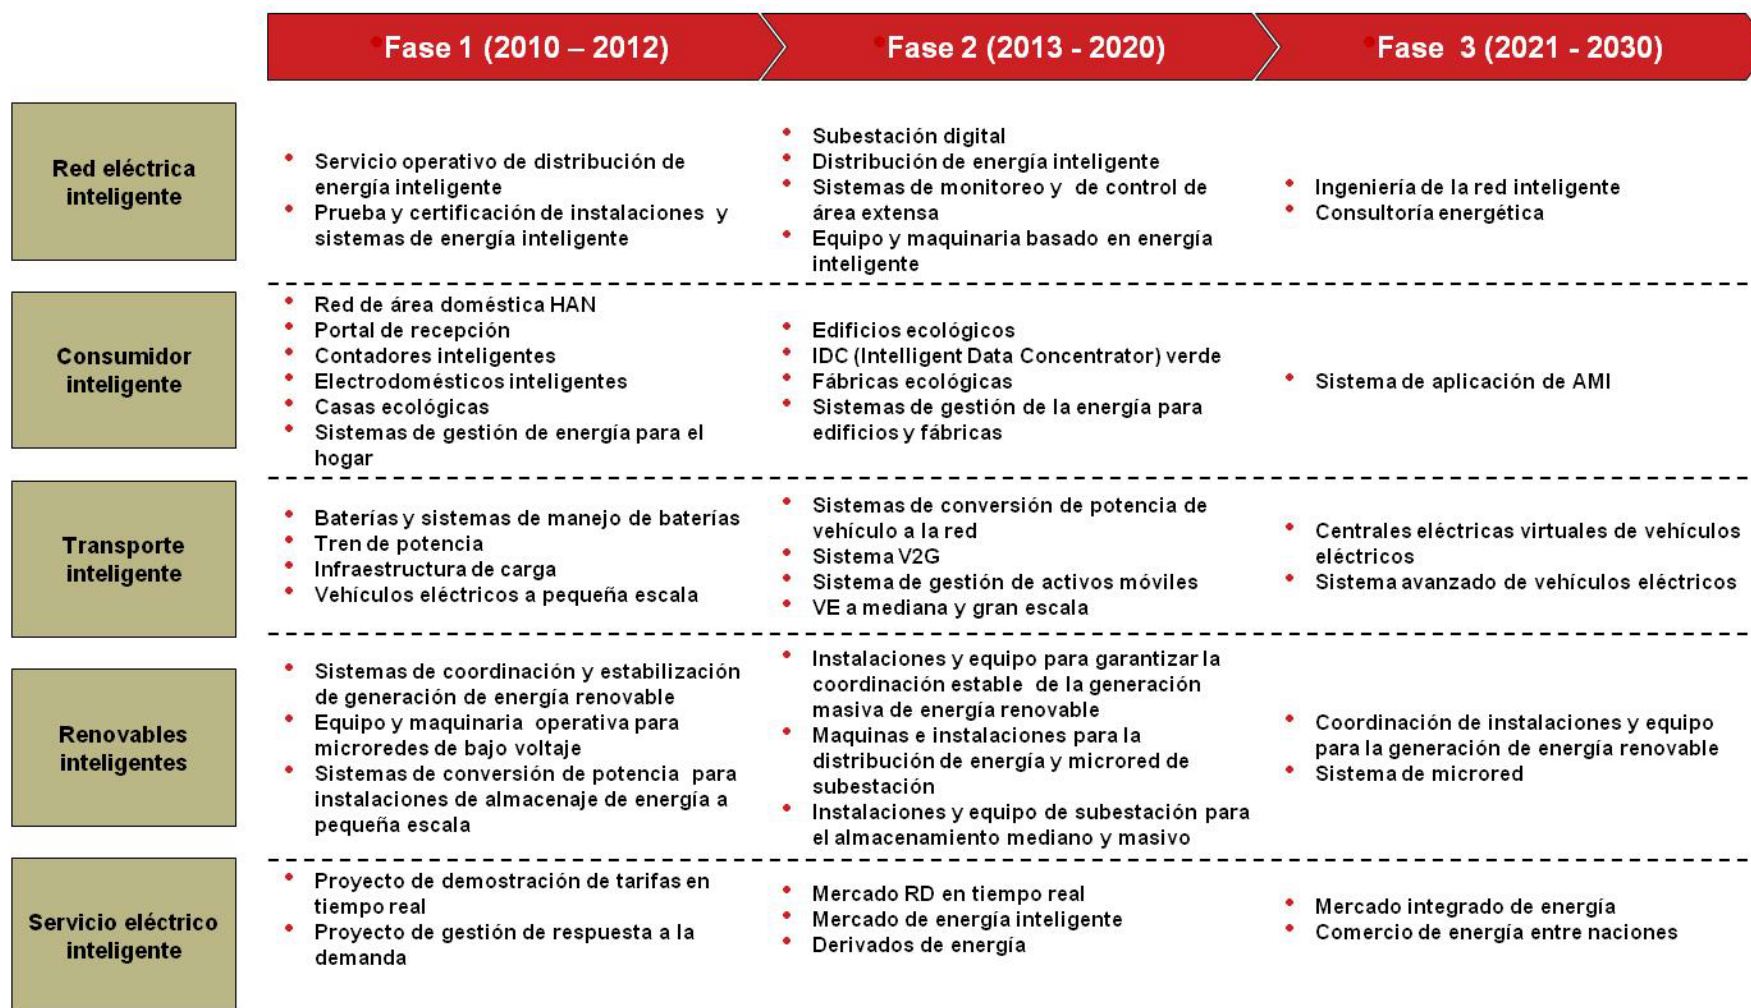 Fase 1 (2010 – 2012)
Fase 2 (2013 - 2020)
Fase 3 (2021 - 2030)
Red eléctrica
inteligente
• Servicio operativo de distribución de
energía inteligente
• Prueba y certificación de instalaciones y
sistemas de energía inteligente
• Subestación digital
• Distribución de energía inteligente
• Sistemas de monitoreo y de control de
área extensa
• Equipo y maquinaria basado en energía
inteligente
• Ingeniería de la red inteligente
• Consultoría energética
Consumidor
inteligente
• Red de área doméstica HAN
• Portal de recepción
• Contadores inteligentes
• Electrodomésticos inteligentes
• Casas ecológicas
• Sistemas de gestión de energía para el
hogar
• Edificios ecológicos
• IDC (Intelligent Data Concentrator) verde
• Fábricas ecológicas
• Sistemas de gestión de la energía para
edificios y fábricas
• Sistema de aplicación de AMI
Transporte
inteligente
• Baterías y sistemas de manejo de baterías
• Tren de potencia
• Infraestructura de carga
• Vehículos eléctricos a pequeña escala
• Sistemas de conversión de potencia de
vehículo a la red
• Sistema V2G
• Sistema de gestión de activos móviles
• VE a mediana y gran escala
• Centrales eléctricas virtuales de vehículos
eléctricos
• Sistema avanzado de vehículos eléctricos
Renovables
inteligentes
• Sistemas de coordinación y estabilización
de generación de energía renovable
• Equipo y maquinaria operativa para
microredes de bajo voltaje
• Sistemas de conversión de potencia para
instalaciones de almacenaje de energía a
pequeña escala
• Instalaciones y equipo para garantizar la
coordinación estable de la generación
masiva de energía renovable
• Maquinas e instalaciones para la
distribución de energía y microred de
subestación
• Instalaciones y equipo de subestación para
el almacenamiento mediano y masivo
• Coordinación de instalaciones y equipo
para la generación de energía renovable
• Sistema de microred
Servicio eléctrico
inteligente
• Proyecto de demostración de tarifas en
tiempo real
• Proyecto de gestión de respuesta a la
demanda
• Mercado RD en tiempo real
• Mercado de energía inteligente
• Derivados de energía
• Mercado integrado de energía
• Comercio de energía entre naciones